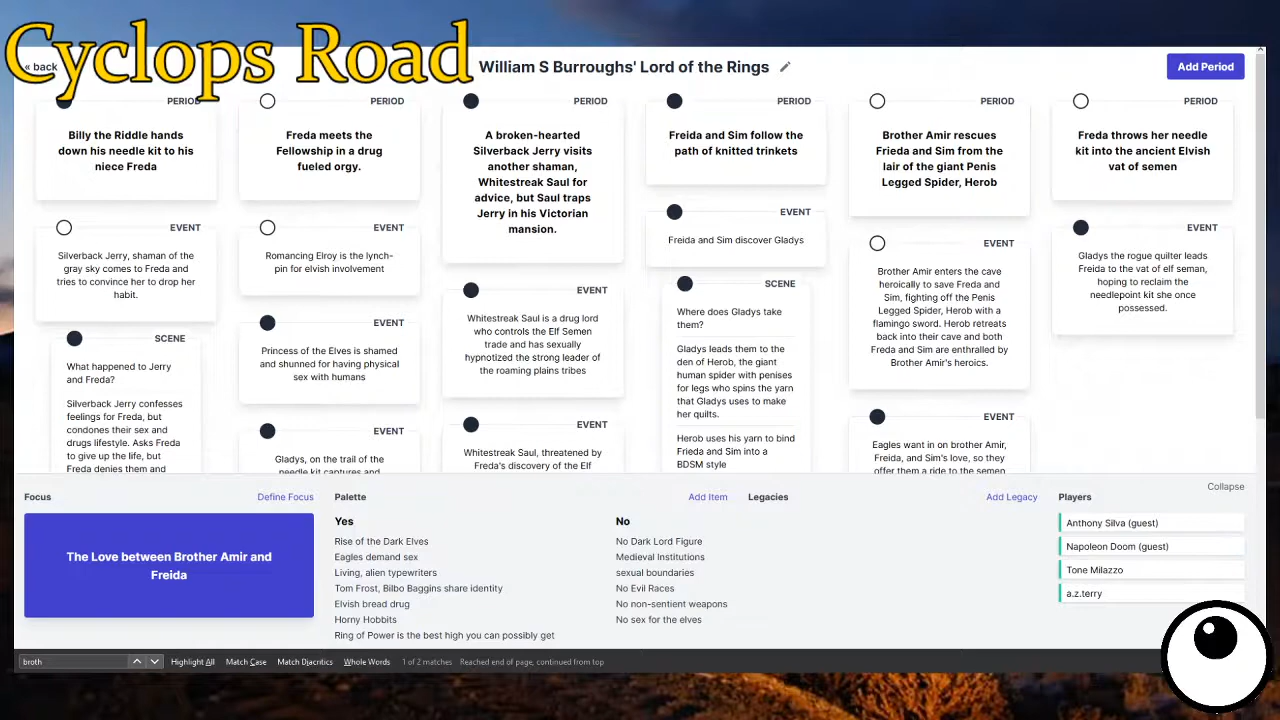 Cyclops Road
« back
William S Burroughs' Lord of the Rings
Add Period
PERIOD
Billy the Riddle hands
down his needle kit to his
niece Freda
EVENT
Silverback Jerry, shaman of the
gray sky comes to Freda and
tries to convince her to drop her
habit.
SCENE
What happened to Jerry
and Freda?
Silverback Jerry confesses
feelings for Freda, but
condones their sex and
drugs lifestyle. Asks Freda
to give up the life, but
Freda denies them and
PERIOD
Freda meets the
Fellowship in a drug
fueled orgy.
EVENT
Romancing Elroy is the lynch-
pin for elvish involvement
EVENT
Princess of the Elves is shamed
and shunned for having physical
sex with humans
EVENT
Gladys, on the trail of the
needle kit captures and
PERIOD
A broken-hearted
Silverback Jerry visits
another shaman,
Whitestreak Saul for
advice, but Saul traps
Jerry in his Victorian
mansion.
EVENT
Whitestreak Saul is a drug lord
who controls the Elf Semen
trade and has sexually
hypnotized the strong leader of
the roaming plains tribes
EVENT
Whitestreak Saul, threatened by
Freda's discovery of the Elf
PERIOD
Freida and Sim follow the
path of knitted trinkets
EVENT
Freida and Sim discover Gladys
SCENE
Where does Gladys take
them?
Gladys leads them to the
den of Herob, the giant
human spider with penises
for legs who spins the yarn
that Gladys uses to make
her quilts.
Herob uses his yarn to bind
Frieda and Sim into a
BDSM style
PERIOD
Brother Amir rescues
Frieda and Sim from the
lair of the giant Penis
Legged Spider, Herob
EVENT
Brother Amir enters the cave
heroically to save Freda and
Sim, fighting off the Penis
Legged Spider, Herob with a
flamingo sword. Herob retreats
back into their cave and both
Freda and Sim are enthralled by
Brother Amir's heroics.
EVENT
Eagles want in on brother Amir,
Freida, and Sim's love, so they
offer them a ride to the semen
PERIOD
Freda throws her needle
kit into the ancient Elvish
vat of semen
EVENT
Gladys the rogue quilter leads
Freida to the vat of elf seman,
hoping to reclaim the
needlepoint kit she once
possessed.
Collapse
Focus
Define Focus
The Love between Brother Amir and
Freida
Palette
Add Item
Yes
Rise of the Dark Elves
Eagles demand sex
Living, alien typewriters
Tom Frost, Bilbo Baggins share identity
Elvish bread drug
Horny Hobbits
Ring of Power is the best high you can possibly get
No
No Dark Lord Figure
Medieval Institutions
sexual boundaries
No Evil Races
No non-sentient weapons
No sex for the elves
Legacies
Add Legacy
Players
Anthony Silva (guest)
Napoleon Doom (guest)
Tone Milazzo
a.z.terry
broth
Highlight All
Match Case
Match Diacritics
Whole Words
1 of 2 matches
Reached end of page, continued from top